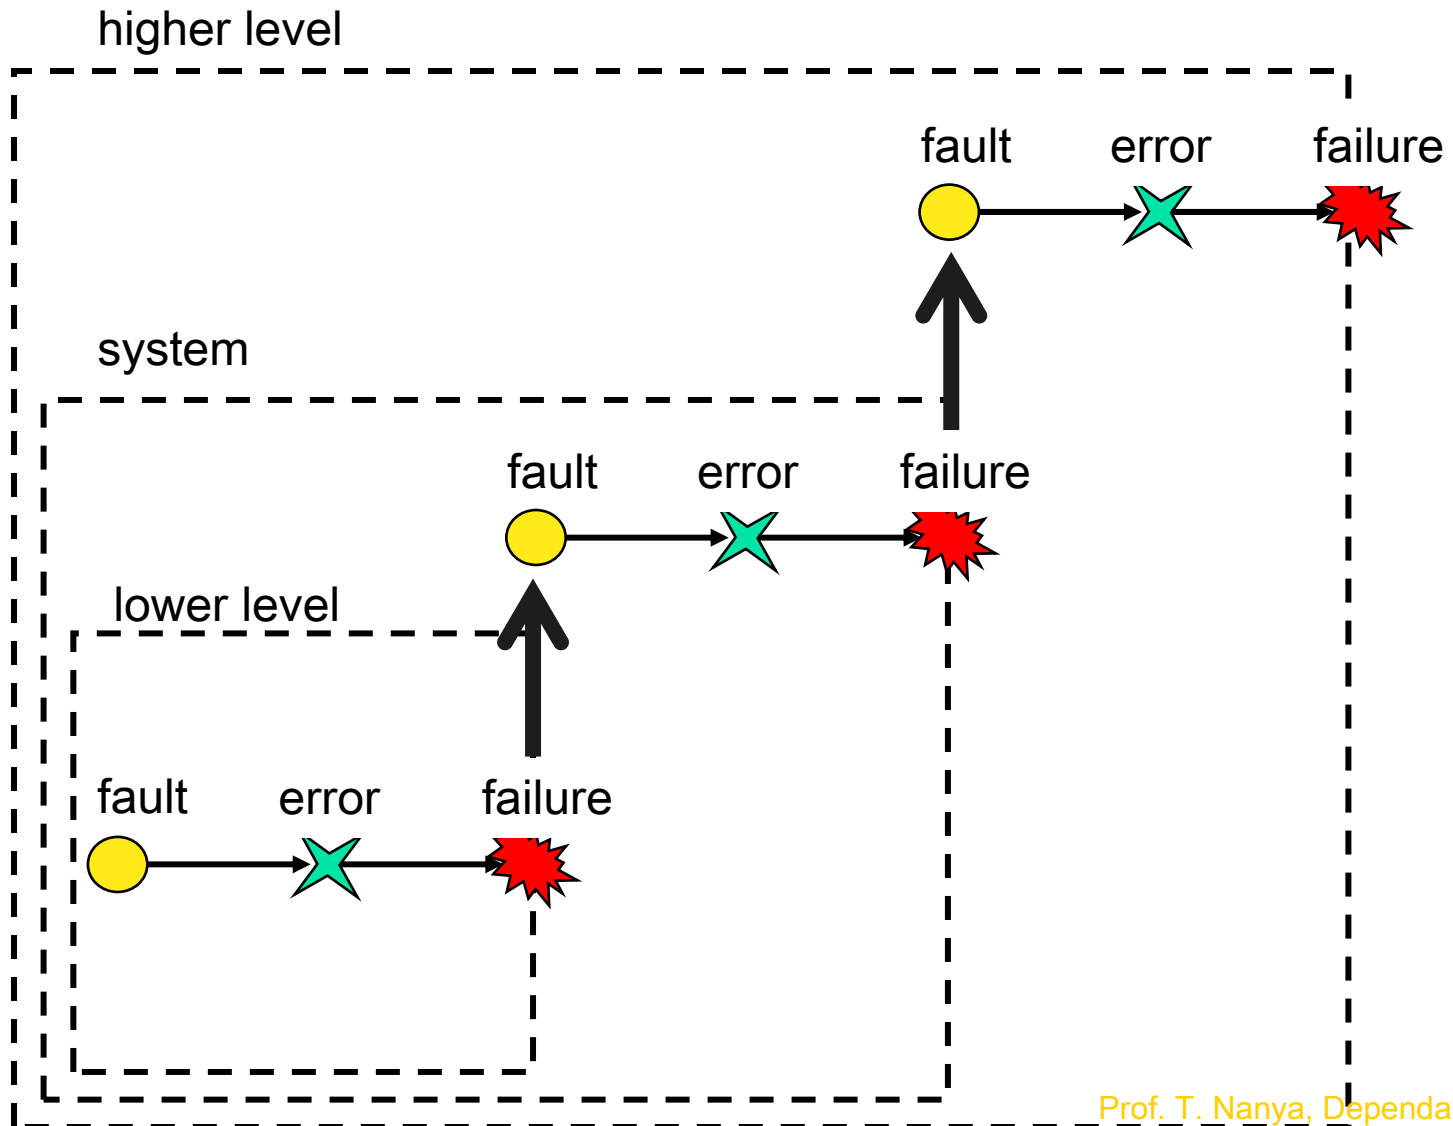 higher level
fault error failure
system
fault error failure
lower level
fault error failure
Prof. T. Nanya, Dependa